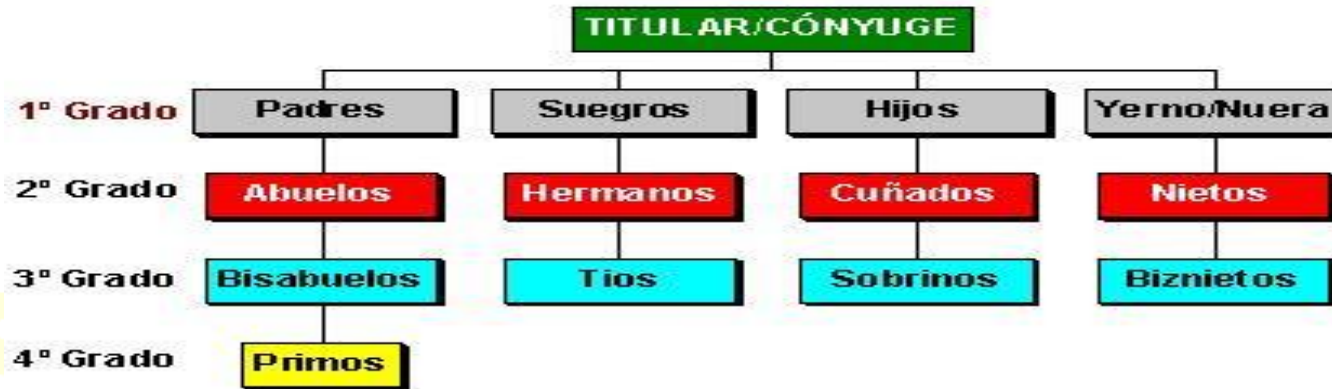 TITULAR/CÓNYUGE
1º Grado Padres Suegros Hijos Yerno/Nuera
2º Grado Abuelos Hermanos Cuñados Nietos
3º Grado Bisabuelos Tios Sobrinos Biznietos
4º Grado Primos